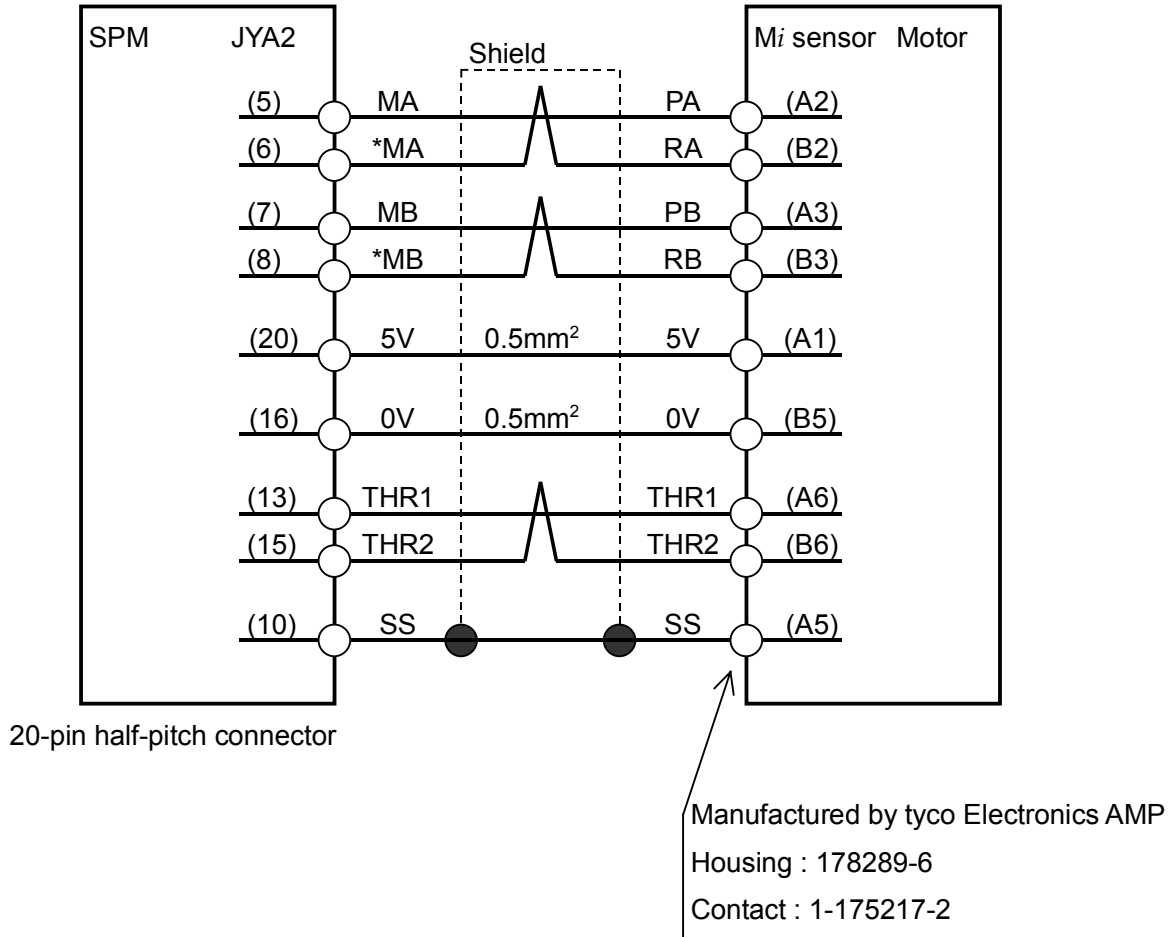 SPM JYA2
Mi sensor Motor
Shield
(5) MA PA (A2)
(6) *MA RA (B2)
(7) MB PB (A3)
(8) *MB RB (B3)
(20) 5V 0.5mm² 5V (A1)
(16) 0V 0.5mm² 0V (B5)
(13) THR1 THR1 (A6)
(15) THR2 THR2 (B6)
(10) SS SS (A5)
20-pin half-pitch connector
Manufactured by tyco Electronics AMP
Housing : 178289-6
Contact : 1-175217-2